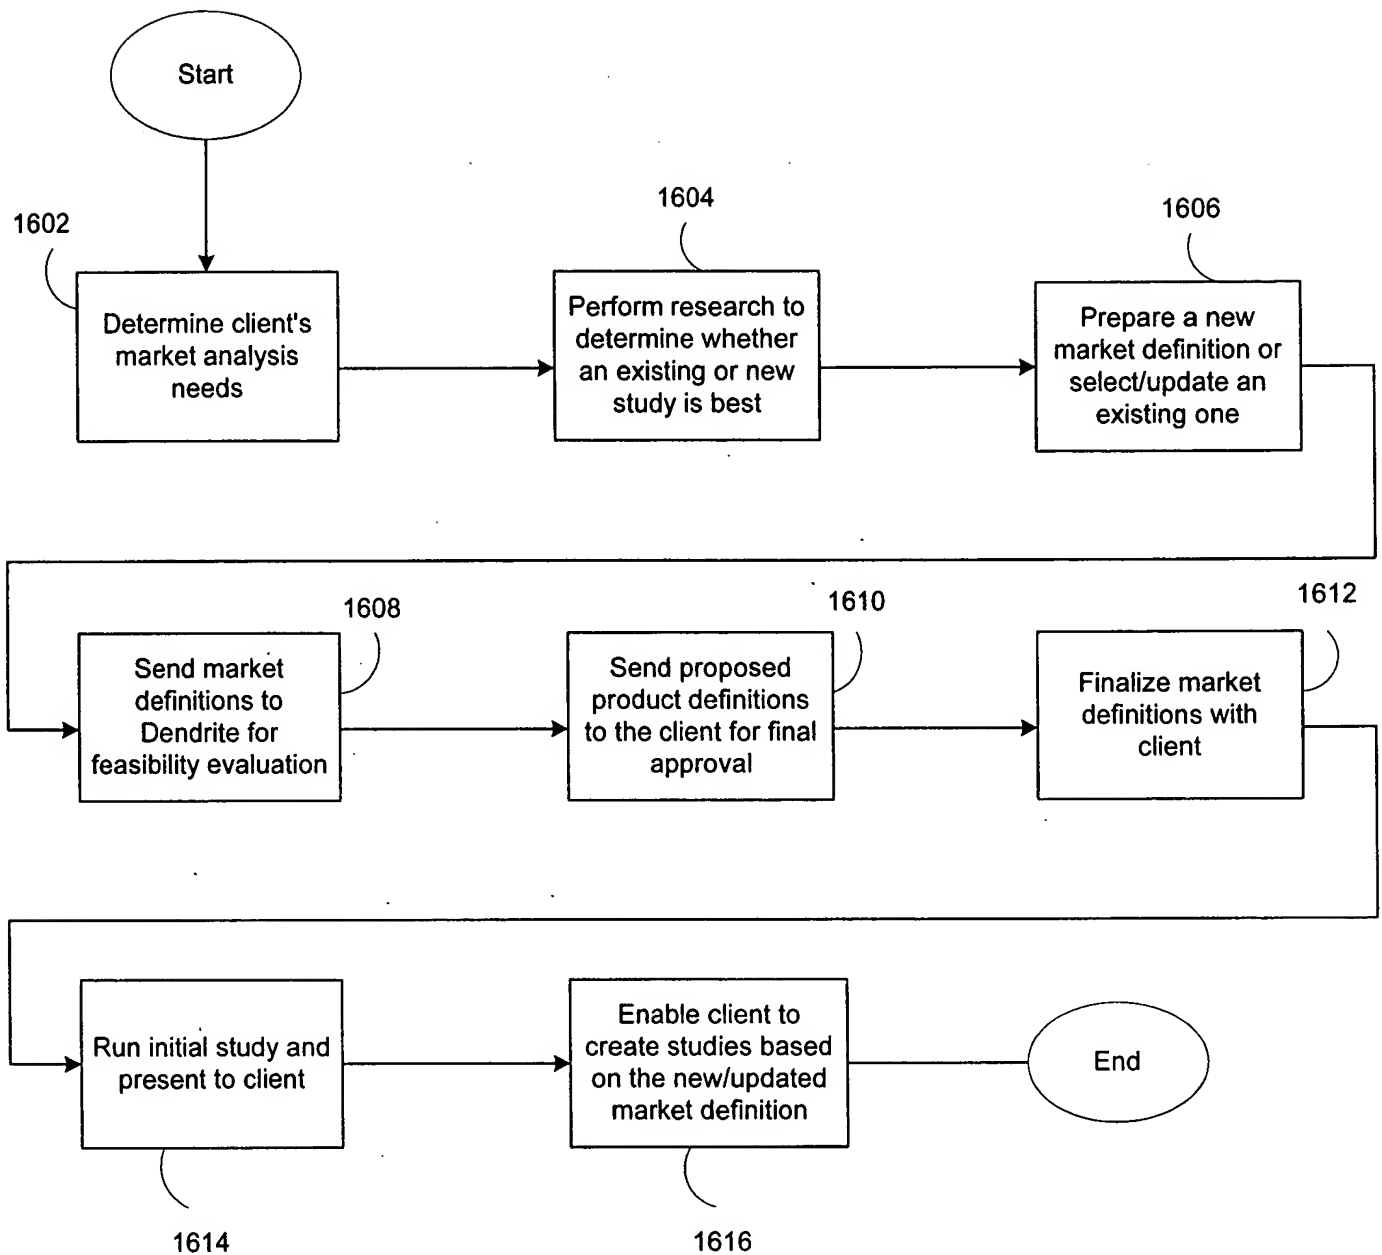 Start
1602
1604
1606
Determine client's
market analysis
needs
Perform research to
determine whether
an existing or new
study is best
Prepare a new
market definition or
select/update an
existing one
1608
1610
1612
Send market
definitions to
Dendrite for
feasibility evaluation
Send proposed
product definitions
to the client for final
approval
Finalize market
definitions with
client
Run initial study and
present to client
Enable client to
create studies based
on the new/updated
market definition
End
1614
1616